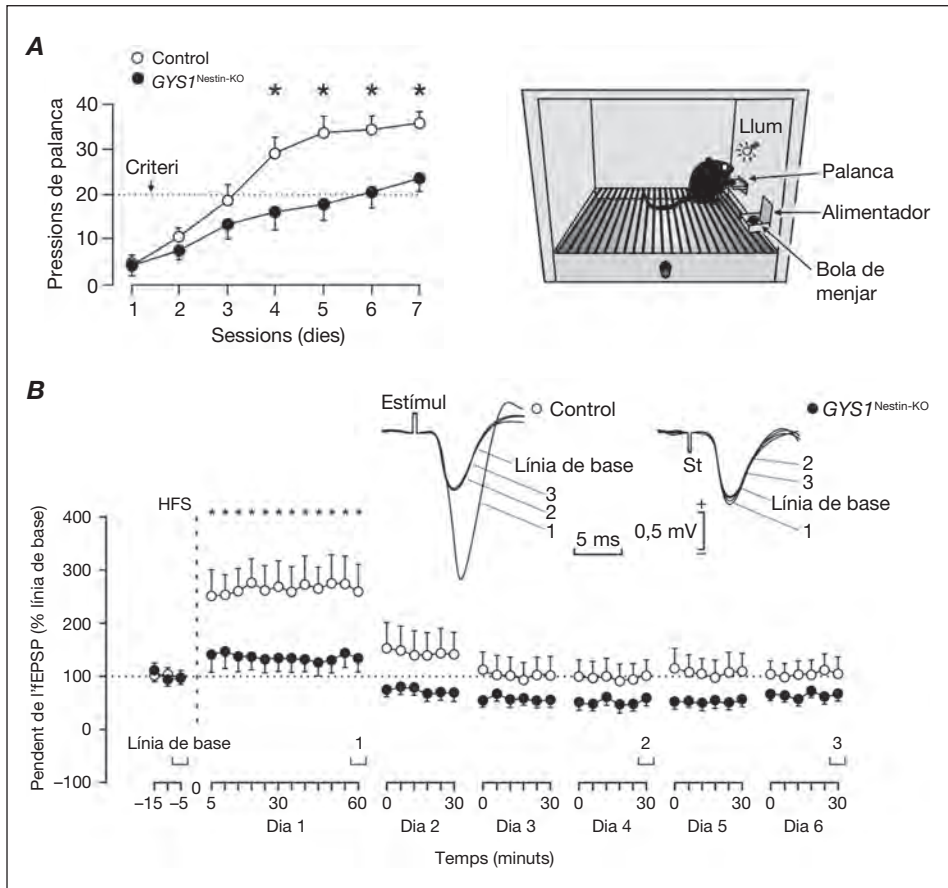 A
Control
GYS1 Nestin-KO
* * * *
40
30
20
10
0
Criteri
Pressions de palanca
1 2 3 4 5 6 7
Sessions (dies)
Llum
Palanca
Alimentador
Bola de
menjar
B
Estímul
Control
GYS1 Nestin-KO
Línia de base
3
2
1
St
2
3
Línia de base
1
5 ms
+
0,5 mV
–
HFS
* * * * * * * * * * * *
400
300
200
100
0
–100
Pendent de l'fEPSP (% línia de base)
Línia de base
1
2
3
–15 –5 0 5 30 60 0 30 0 30 0 30 0 30 0 30
Dia 1 Dia 2 Dia 3 Dia 4 Dia 5 Dia 6
Temps (minuts)